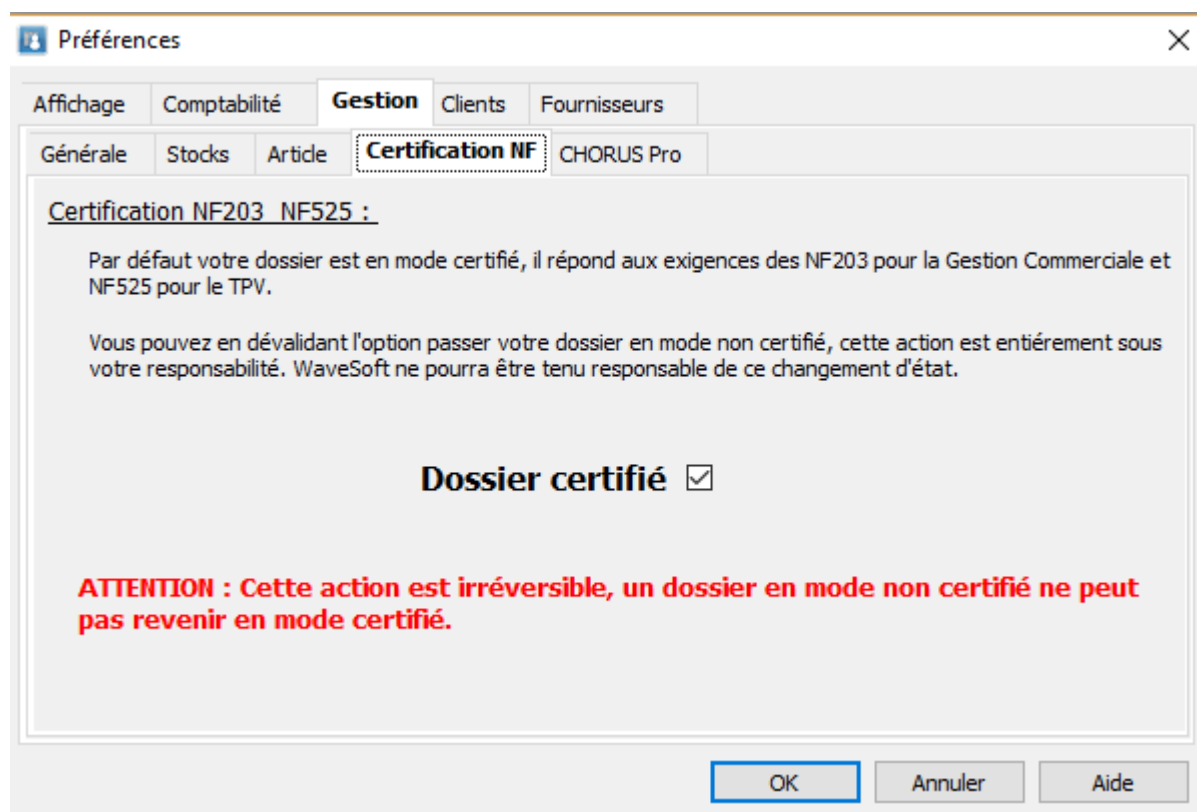 Préférences
Affichage Comptabilité Gestion Clients Fournisseurs
Générale Stocks Article Certification NF CHORUS Pro
Certification NF203 NF525 :
Par défaut votre dossier est en mode certifié, il répond aux exigences des NF203 pour la Gestion Commerciale et
NF525 pour le TPV.
Vous pouvez en dévalidant l'option passer votre dossier en mode non certifié, cette action est entiérement sous
votre responsabilité. WaveSoft ne pourra être tenu responsable de ce changement d'état.
Dossier certifié
ATTENTION : Cette action est irréversible, un dossier en mode non certifié ne peut
pas revenir en mode certifié.
OK Annuler Aide